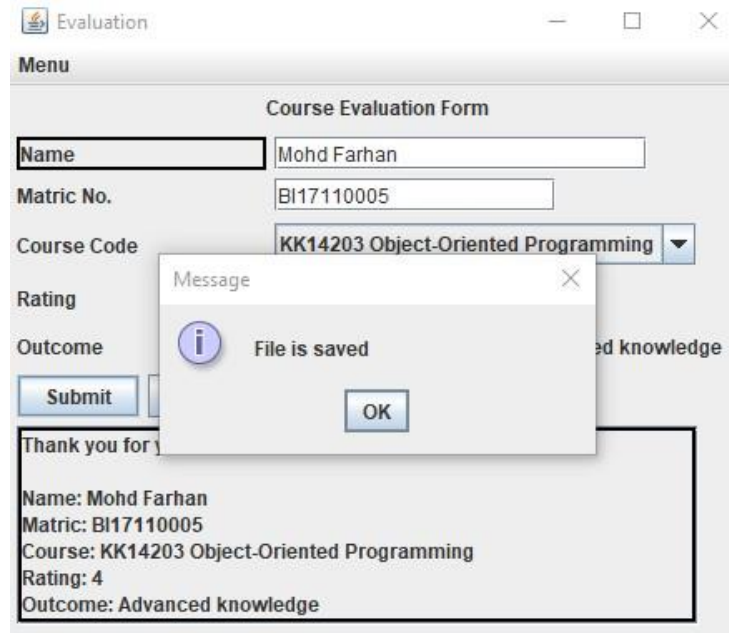 Evaluation
Menu
Course Evaluation Form
Name Mohd Farhan
Matric No. BI17110005
Course Code KK14203 Object-Oriented Programming
Message
Rating
File is saved
Outcome knowledge
OK
Submit
Thank you for
Name: Mohd Farhan
Matric: BI17110005
Course: KK14203 Object-Oriented Programming
Rating: 4
Outcome: Advanced knowledge